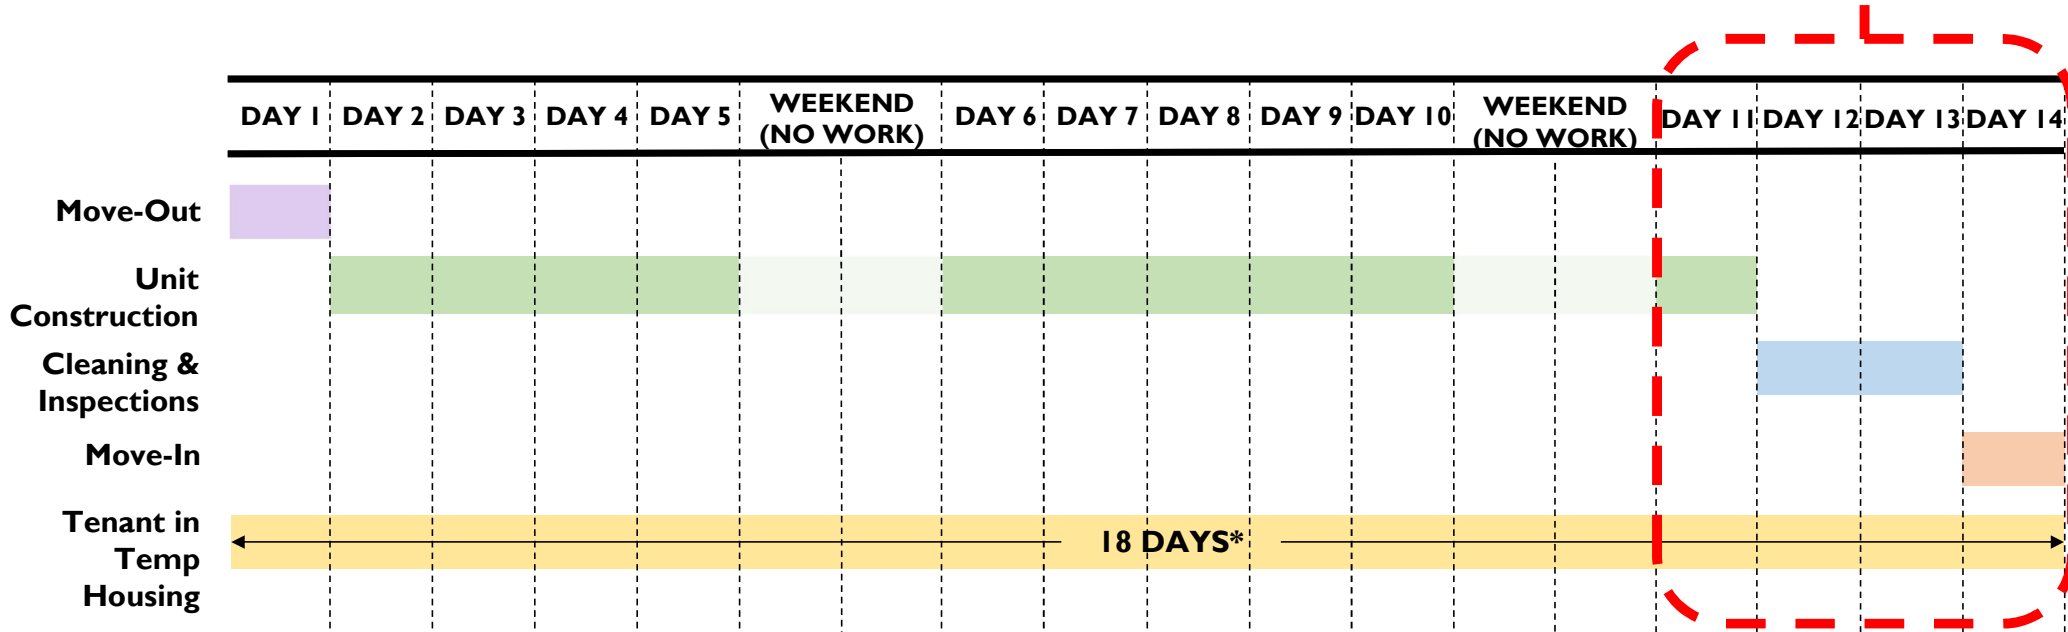 DAY 1 DAY 2 DAY 3 DAY 4 DAY 5 WEEKEND (NO WORK) DAY 6 DAY 7 DAY 8 DAY 9 DAY 10 WEEKEND (NO WORK) DAY 11 DAY 12 DAY 13 DAY 14
Move-Out
Unit
Construction
Cleaning &
Inspections
Move-In
Tenant in
Temp
Housing
18 DAYS*